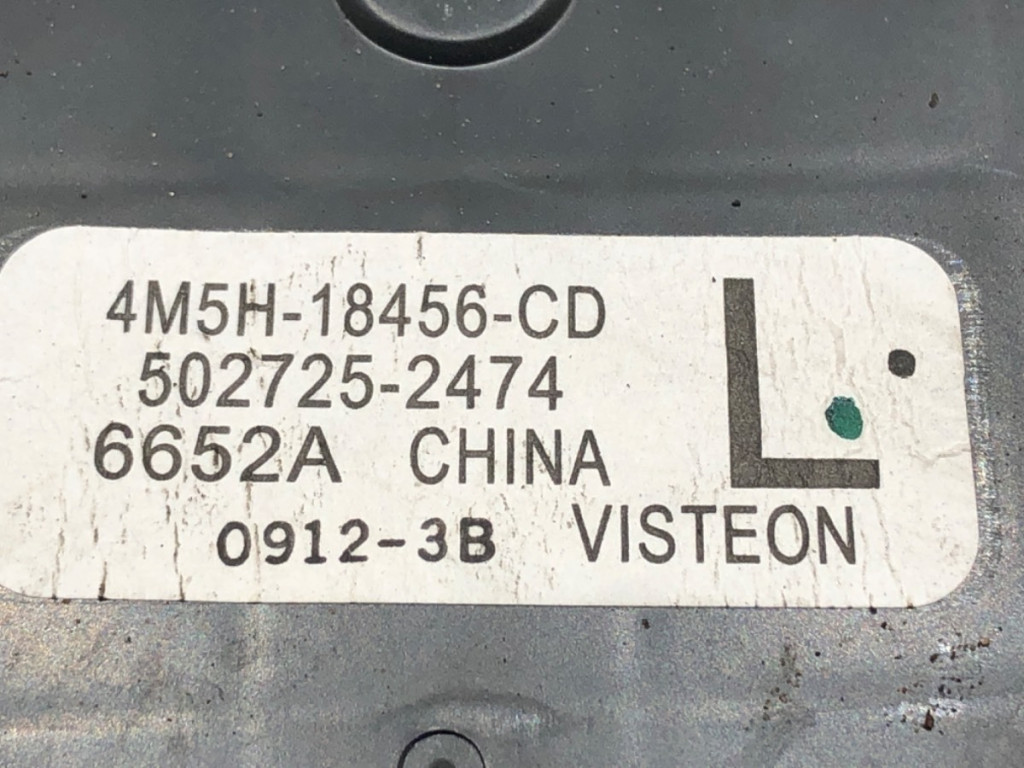 4M5H-18456-CD
502725-2474
6652A CHINA
0912-3B VISTEON
L